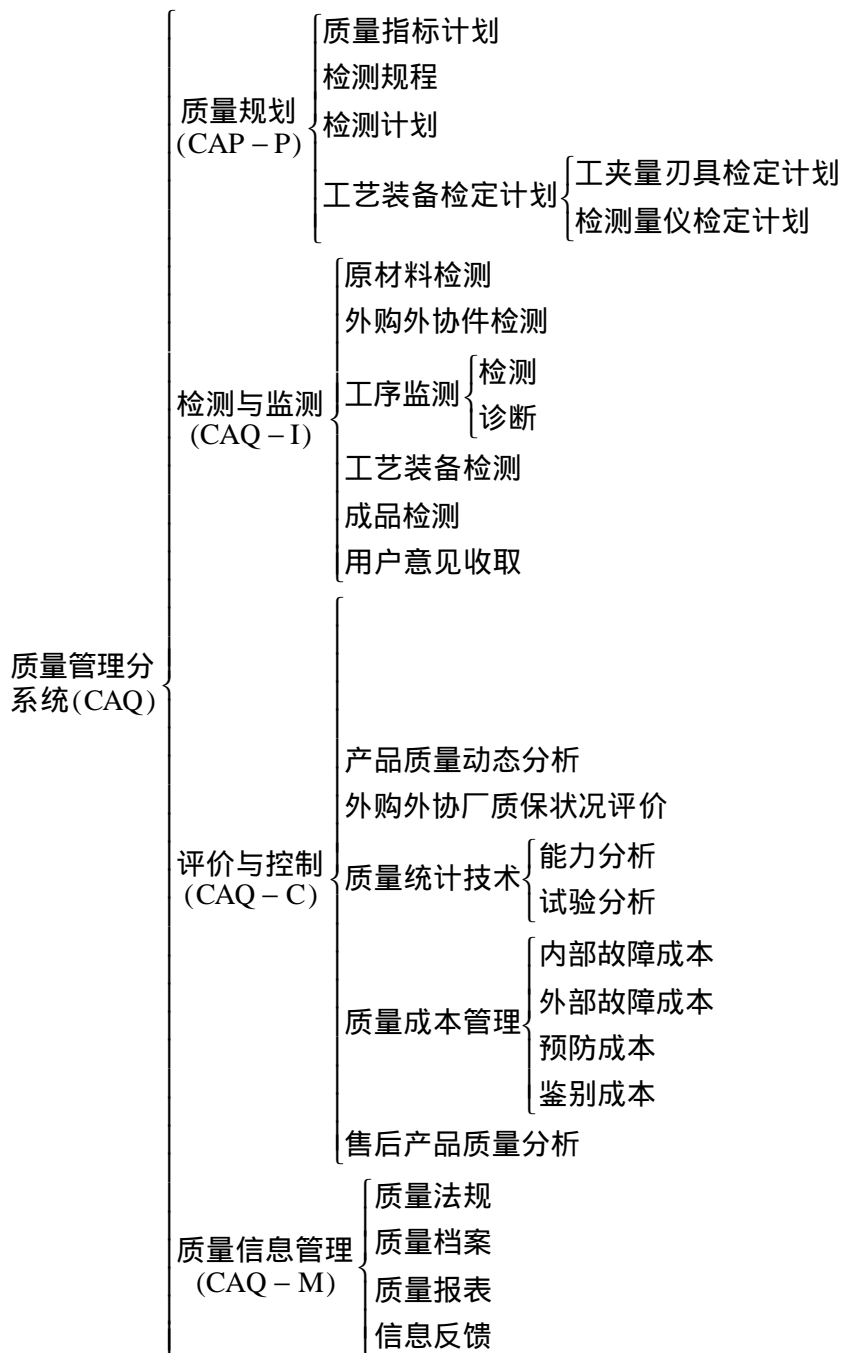 质量管理分
系统(CAQ)
质量规划
(CAP－P)
质量指标计划
检测规程
检测计划
工艺装备检定计划
工夹量刃具检定计划
检测量仪检定计划
检测与监测
(CAQ－I)
原材料检测
外购外协件检测
工序监测
检测
诊断
工艺装备检测
成品检测
用户意见收取
评价与控制
(CAQ－C)
产品质量动态分析
外购外协厂质保状况评价
质量统计技术
能力分析
试验分析
质量成本管理
内部故障成本
外部故障成本
预防成本
鉴别成本
售后产品质量分析
质量信息管理
(CAQ－M)
质量法规
质量档案
质量报表
信息反馈